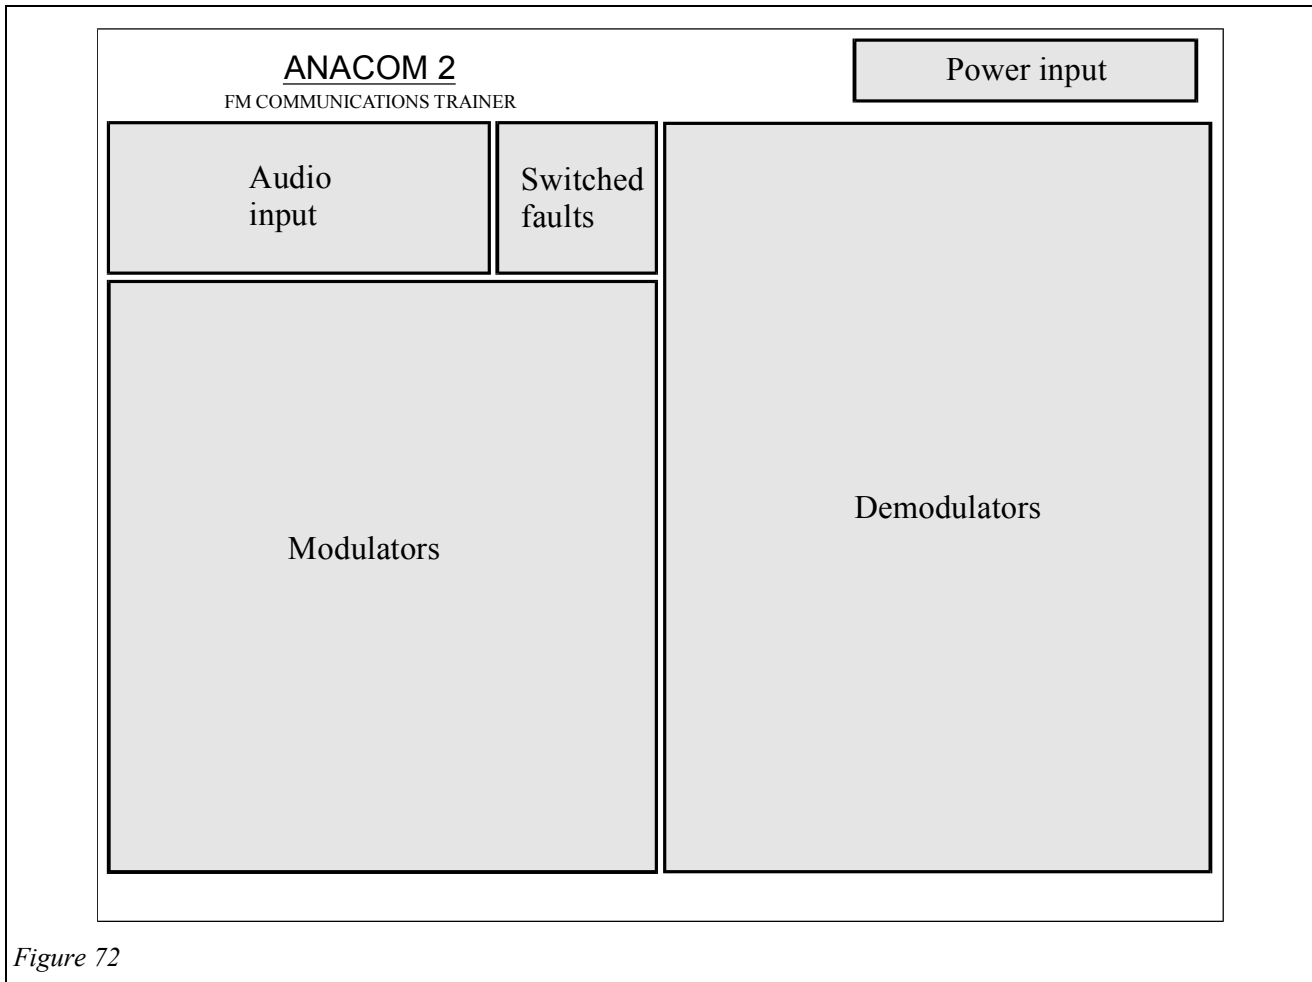 ANACOM 2
FM COMMUNICATIONS TRAINER
Power input
Audio
input
Switched
faults
Modulators
Demodulators
Figure 72